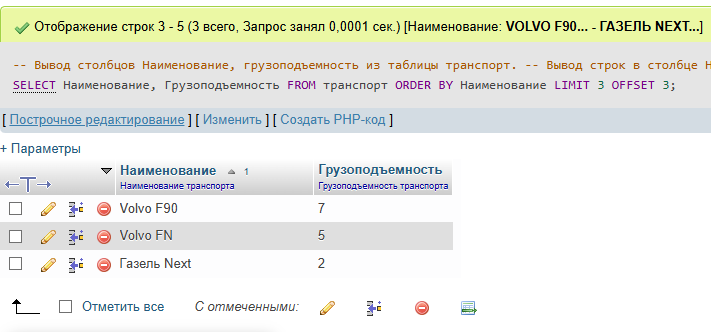 Отображение строк 3 - 5 (3 всего, Запрос занял 0,0001 сек.) [Наименование: VOLVO F90... - ГАЗЕЛЬ NEXT...]
-- Вывод столбцов Наименование, грузоподъемность из таблицы транспорт. -- Вывод строк в столбце Н
SELECT Наименование, Грузоподъемность FROM транспорт ORDER BY Наименование LIMIT 3 OFFSET 3;
[ Построчное редактирование ] [ Изменить ] [ Создать PHP-код ]
+ Параметры
Наименование 1 Грузоподъемность
Наименование транспорта Грузоподъемность транспорта
Volvo F90 7
Volvo FN 5
Газель Next 2
Отметить все С отмеченными: